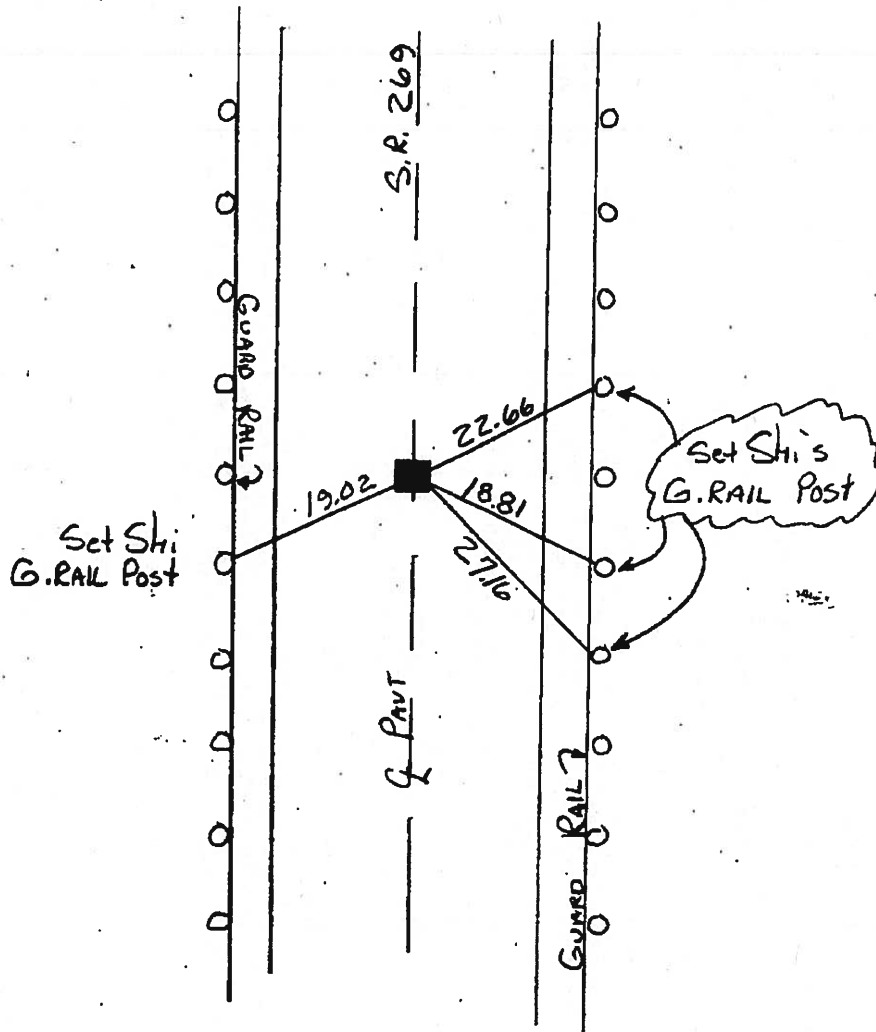 S.R. 269
GUARD RAIL
22.66
19.02
18.81
27.16
Set Shi's
G.RAIL Post
Set Shi
G.RAIL Post
℄ PAVT
GUARD RAIL